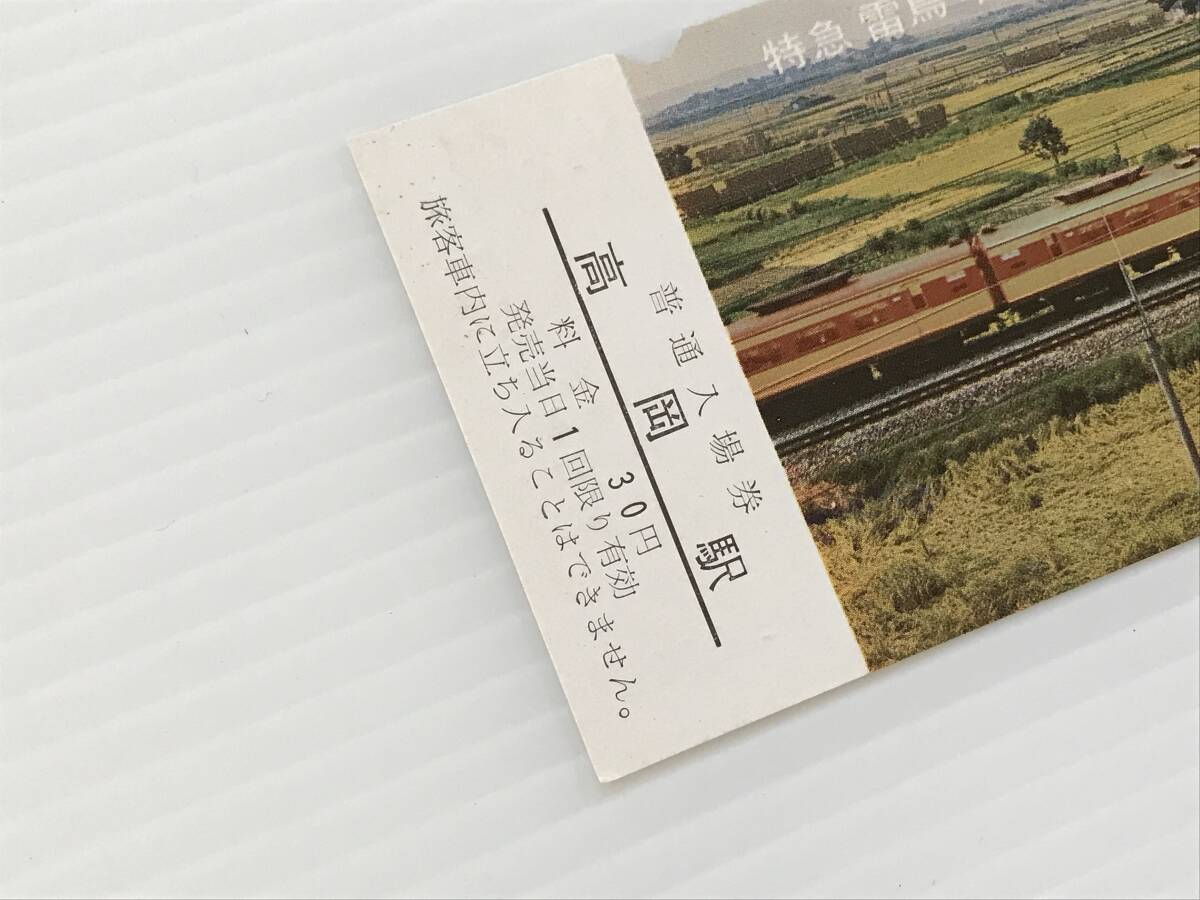 特急 雷鳥
普通入場券
高岡駅
料金 30円
発売当日1回限り有効
旅客車内に立ち入ることはできません。